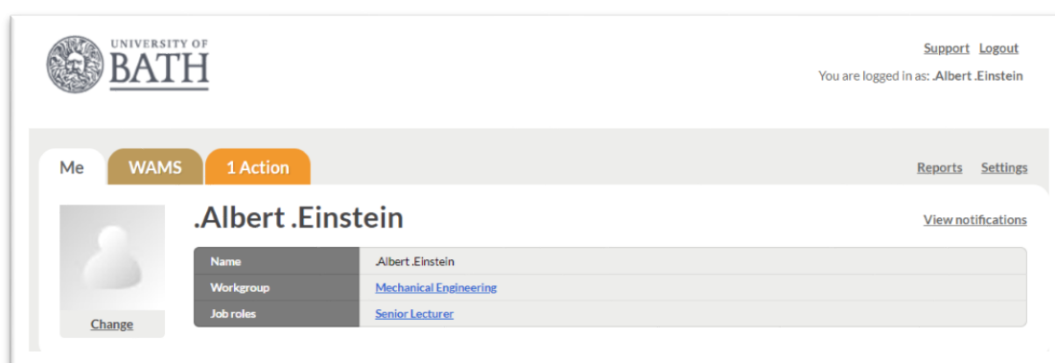 UNIVERSITY OF
BATH
Support Logout
You are logged in as: .Albert .Einstein
Me WAMS 1 Action
Reports Settings
.Albert .Einstein
View notifications
Name .Albert .Einstein
Workgroup Mechanical Engineering
Job roles Senior Lecturer
Change